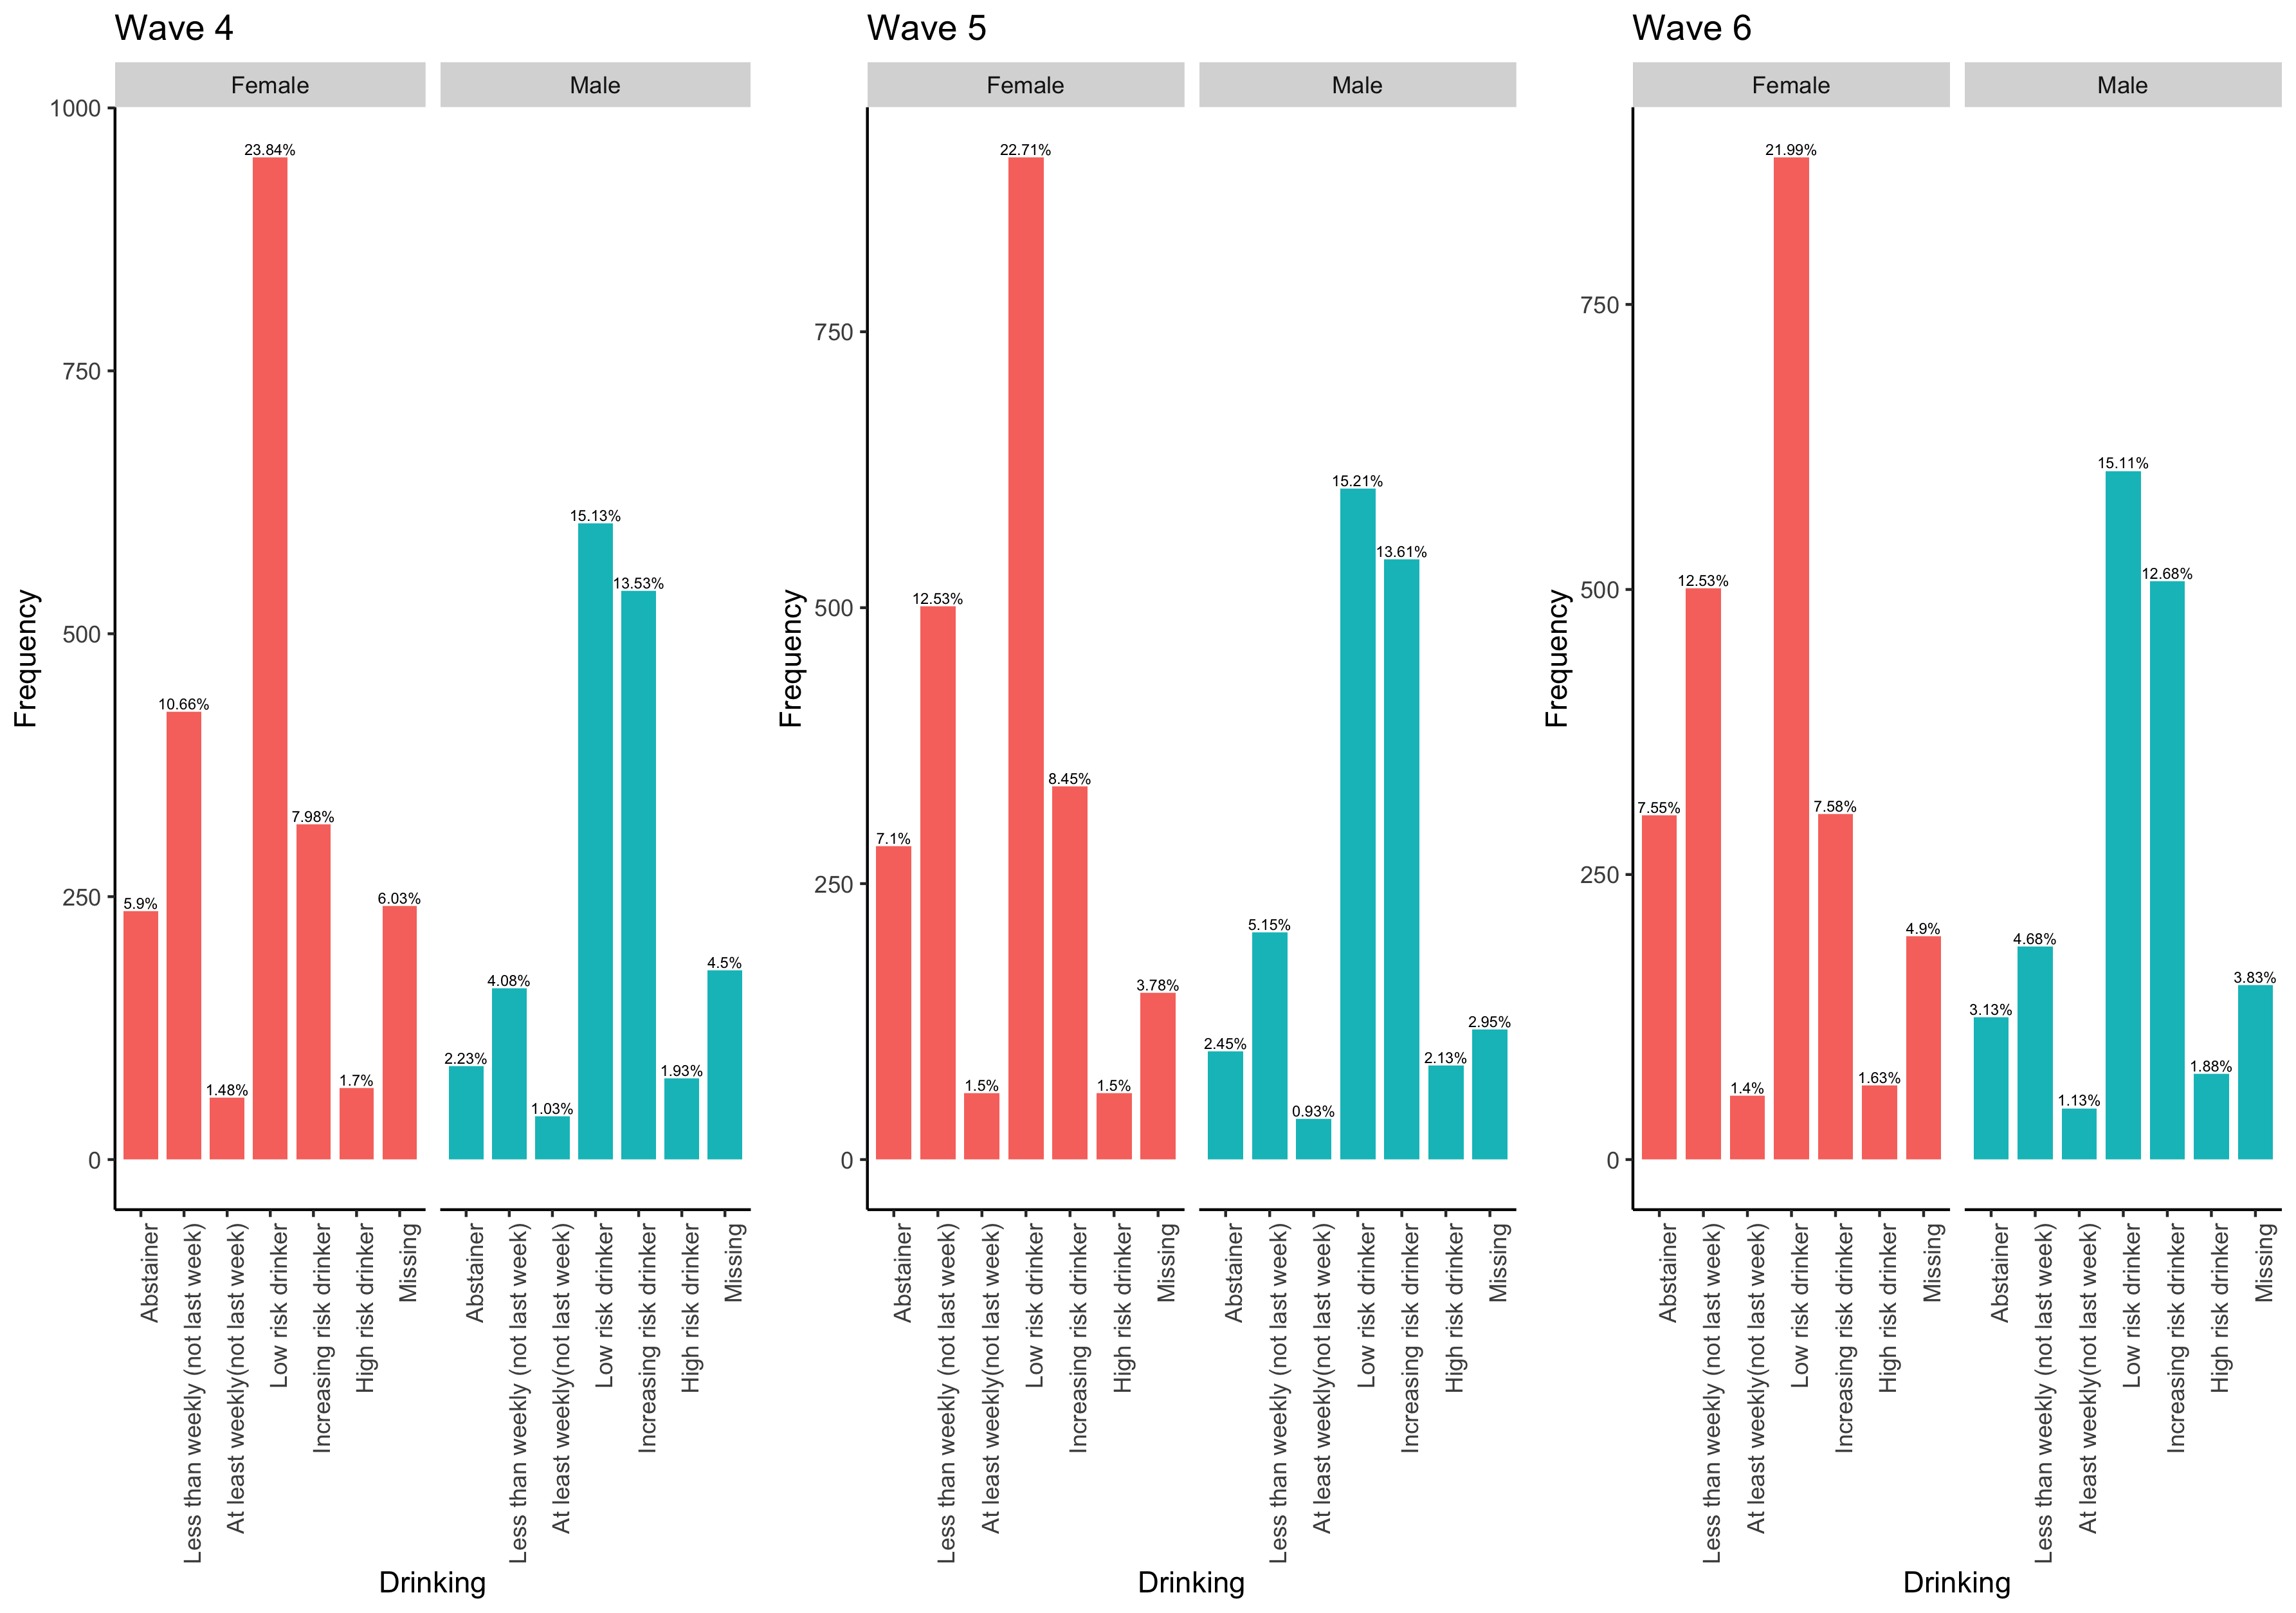 Wave 4
Wave 5
Wave 6
Female
Male
Female
Male
Female
Male
Frequency
1000
750
500
250
0
5.9%
10.66%
1.48%
23.84%
7.98%
1.7%
6.03%
2.23%
4.08%
1.03%
15.13%
13.53%
1.93%
4.5%
Abstainer
Less than weekly (not last week)
At least weekly(not last week)
Low risk drinker
Increasing risk drinker
High risk drinker
Missing
Abstainer
Less than weekly (not last week)
At least weekly(not last week)
Low risk drinker
Increasing risk drinker
High risk drinker
Missing
Drinking
Frequency
750
500
250
0
7.1%
12.53%
1.5%
22.71%
8.45%
1.5%
3.78%
2.45%
5.15%
0.93%
15.21%
13.61%
2.13%
2.95%
Abstainer
Less than weekly (not last week)
At least weekly(not last week)
Low risk drinker
Increasing risk drinker
High risk drinker
Missing
Abstainer
Less than weekly (not last week)
At least weekly(not last week)
Low risk drinker
Increasing risk drinker
High risk drinker
Missing
Drinking
Frequency
750
500
250
0
7.55%
12.53%
1.4%
21.99%
7.58%
1.63%
4.9%
3.13%
4.68%
1.13%
15.11%
12.68%
1.88%
3.83%
Abstainer
Less than weekly (not last week)
At least weekly(not last week)
Low risk drinker
Increasing risk drinker
High risk drinker
Missing
Abstainer
Less than weekly (not last week)
At least weekly(not last week)
Low risk drinker
Increasing risk drinker
High risk drinker
Missing
Drinking